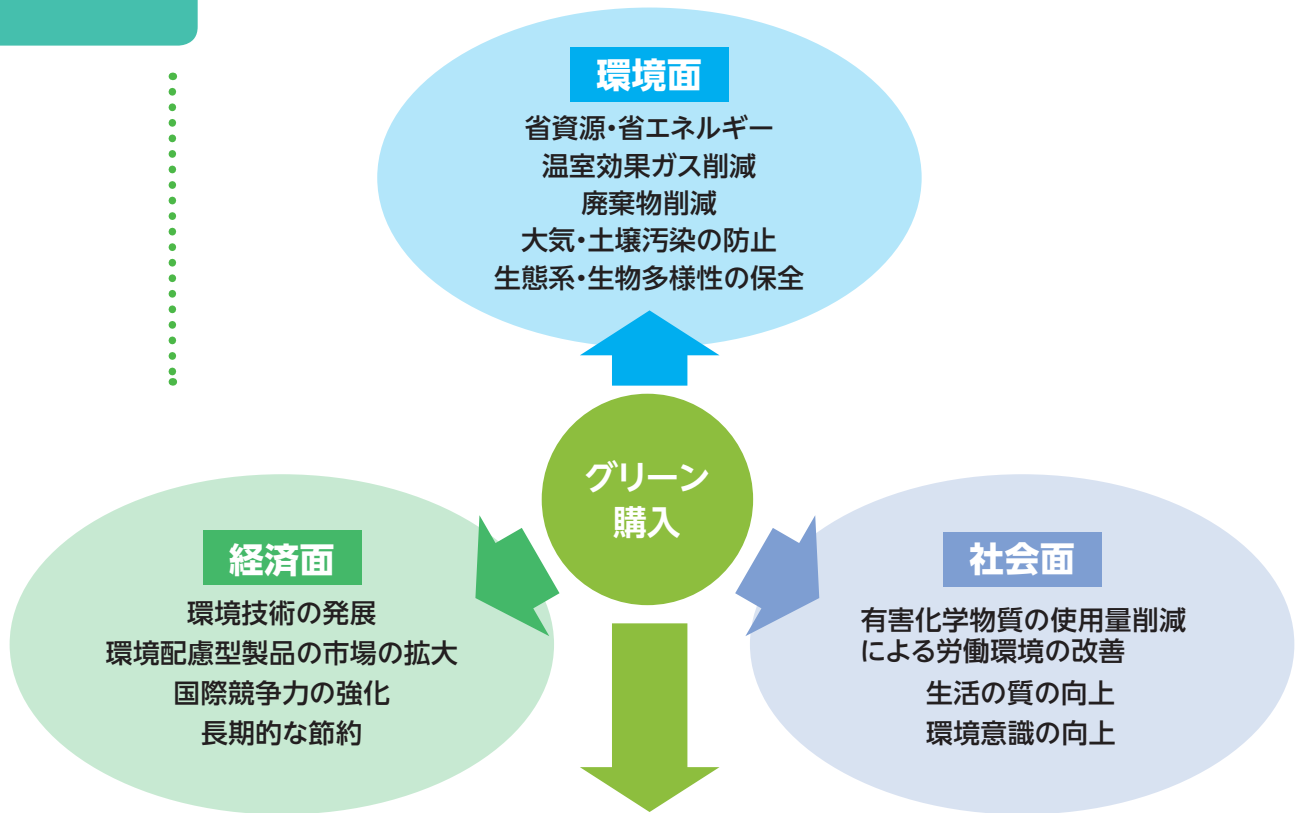 環境面
省資源・省エネルギー
温室効果ガス削減
廃棄物削減
大気・土壌汚染の防止
生態系・生物多様性の保全
グリーン
購入
経済面
環境技術の発展
環境配慮型製品の市場の拡大
国際競争力の強化
長期的な節約
社会面
有害化学物質の使用量削減
による労働環境の改善
生活の質の向上
環境意識の向上